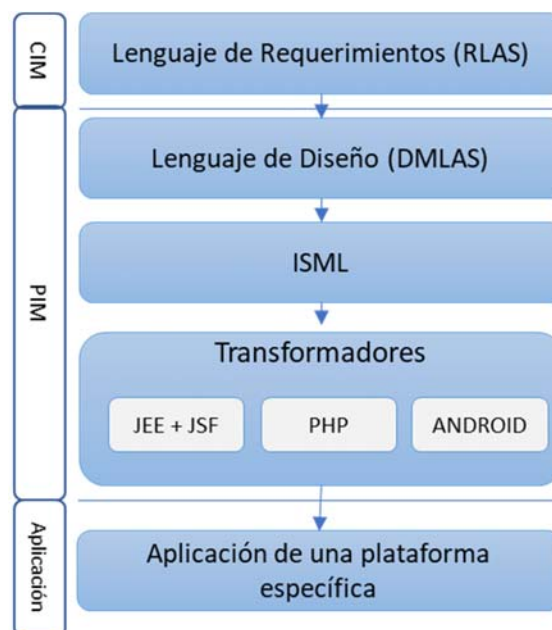 CIM
Lenguaje de Requerimientos (RLAS)
PIM
Lenguaje de Diseño (DMLAS)
ISML
Transformadores
JEE + JSF
PHP
ANDROID
Aplicación
Aplicación de una plataforma
específica